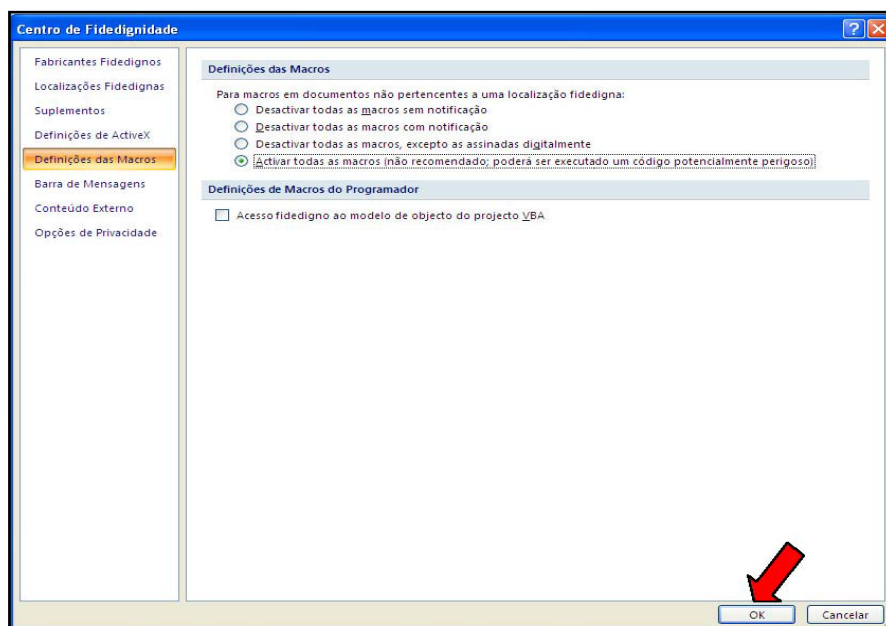 Centro de Fidedignidade
?
Fabricantes Fidedignos
Localizações Fidedignas
Suplementos
Definições de ActiveX
Definições das Macros
Barra de Mensagens
Conteúdo Externo
Opções de Privacidade
Definições das Macros
Para macros em documentos não pertencentes a uma localização fidedigna:
Desactivar todas as macros sem notificação
Desactivar todas as macros com notificação
Desactivar todas as macros, excepto as assinadas digitalmente
Activar todas as macros (não recomendado; poderá ser executado um código potencialmente perigoso)
Definições de Macros do Programador
Acesso fidedigno ao modelo de objecto do projecto VBA
OK
Cancelar